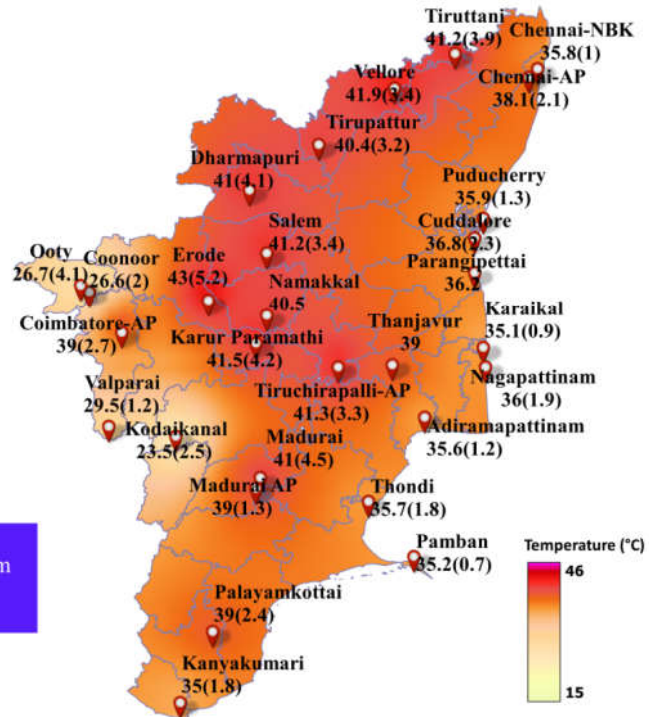 Tiruttani
41.2(3.9)
Chennai-NBK
35.8(1)
Vellore
41.9(3.4)
Chennai-AP
38.1(2.1)
Tirupattur
40.4(3.2)
Dharmapuri
41(4.1)
Puducherry
35.9(1.3)
Salem
41.2(3.4)
Cuddalore
36.8(2.3)
Ooty
26.7(4.1)
Coonoor
26.6(2)
Erode
43(5.2)
Namakkal
40.5
Parangipettai
36.2
Coimbatore-AP
39(2.7)
Karur Paramathi
41.5(4.2)
Thanjavur
39
Karaikal
35.1(0.9)
Valparai
29.5(1.2)
Tiruchirapalli-AP
41.3(3.3)
Nagapattinam
36(1.9)
Kodaikanal
23.5(2.5)
Madurai
41(4.5)
Adiramapattinam
35.6(1.2)
Madurai AP
39(1.3)
Thondi
35.7(1.8)
m
Pamban
35.2(0.7)
Temperature (°C)
46
15
Palayamkottai
39(2.4)
Kanyakumari
35(1.8)